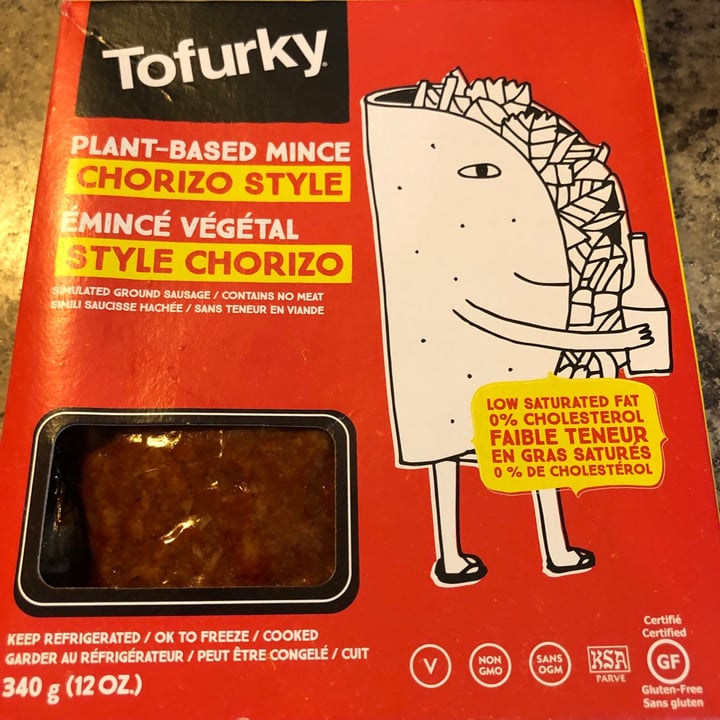 Tofurky
PLANT-BASED MINCE
CHORIZO STYLE
ÉMINCÉ VÉGÉTAL
STYLE CHORIZO
SIMULATED GROUND SAUSAGE / CONTAINS NO MEAT
SIMILI SAUCISSE HACHÉE / SANS TENEUR EN VIANDE
LOW SATURATED FAT
0% CHOLESTEROL
FAIBLE TENEUR
EN GRAS SATURÉS
0 % DE CHOLESTÉROL
KEEP REFRIGERATED / OK TO FREEZE / COOKED
GARDER AU RÉFRIGÉRATEUR / PEUT ÊTRE CONGELÉ / CUIT
340 g (12 OZ.)
V
NON
GMO
SANS
OGM
KSA
PARVE
Certifié
Certified
GF
Gluten-Free
Sans gluten